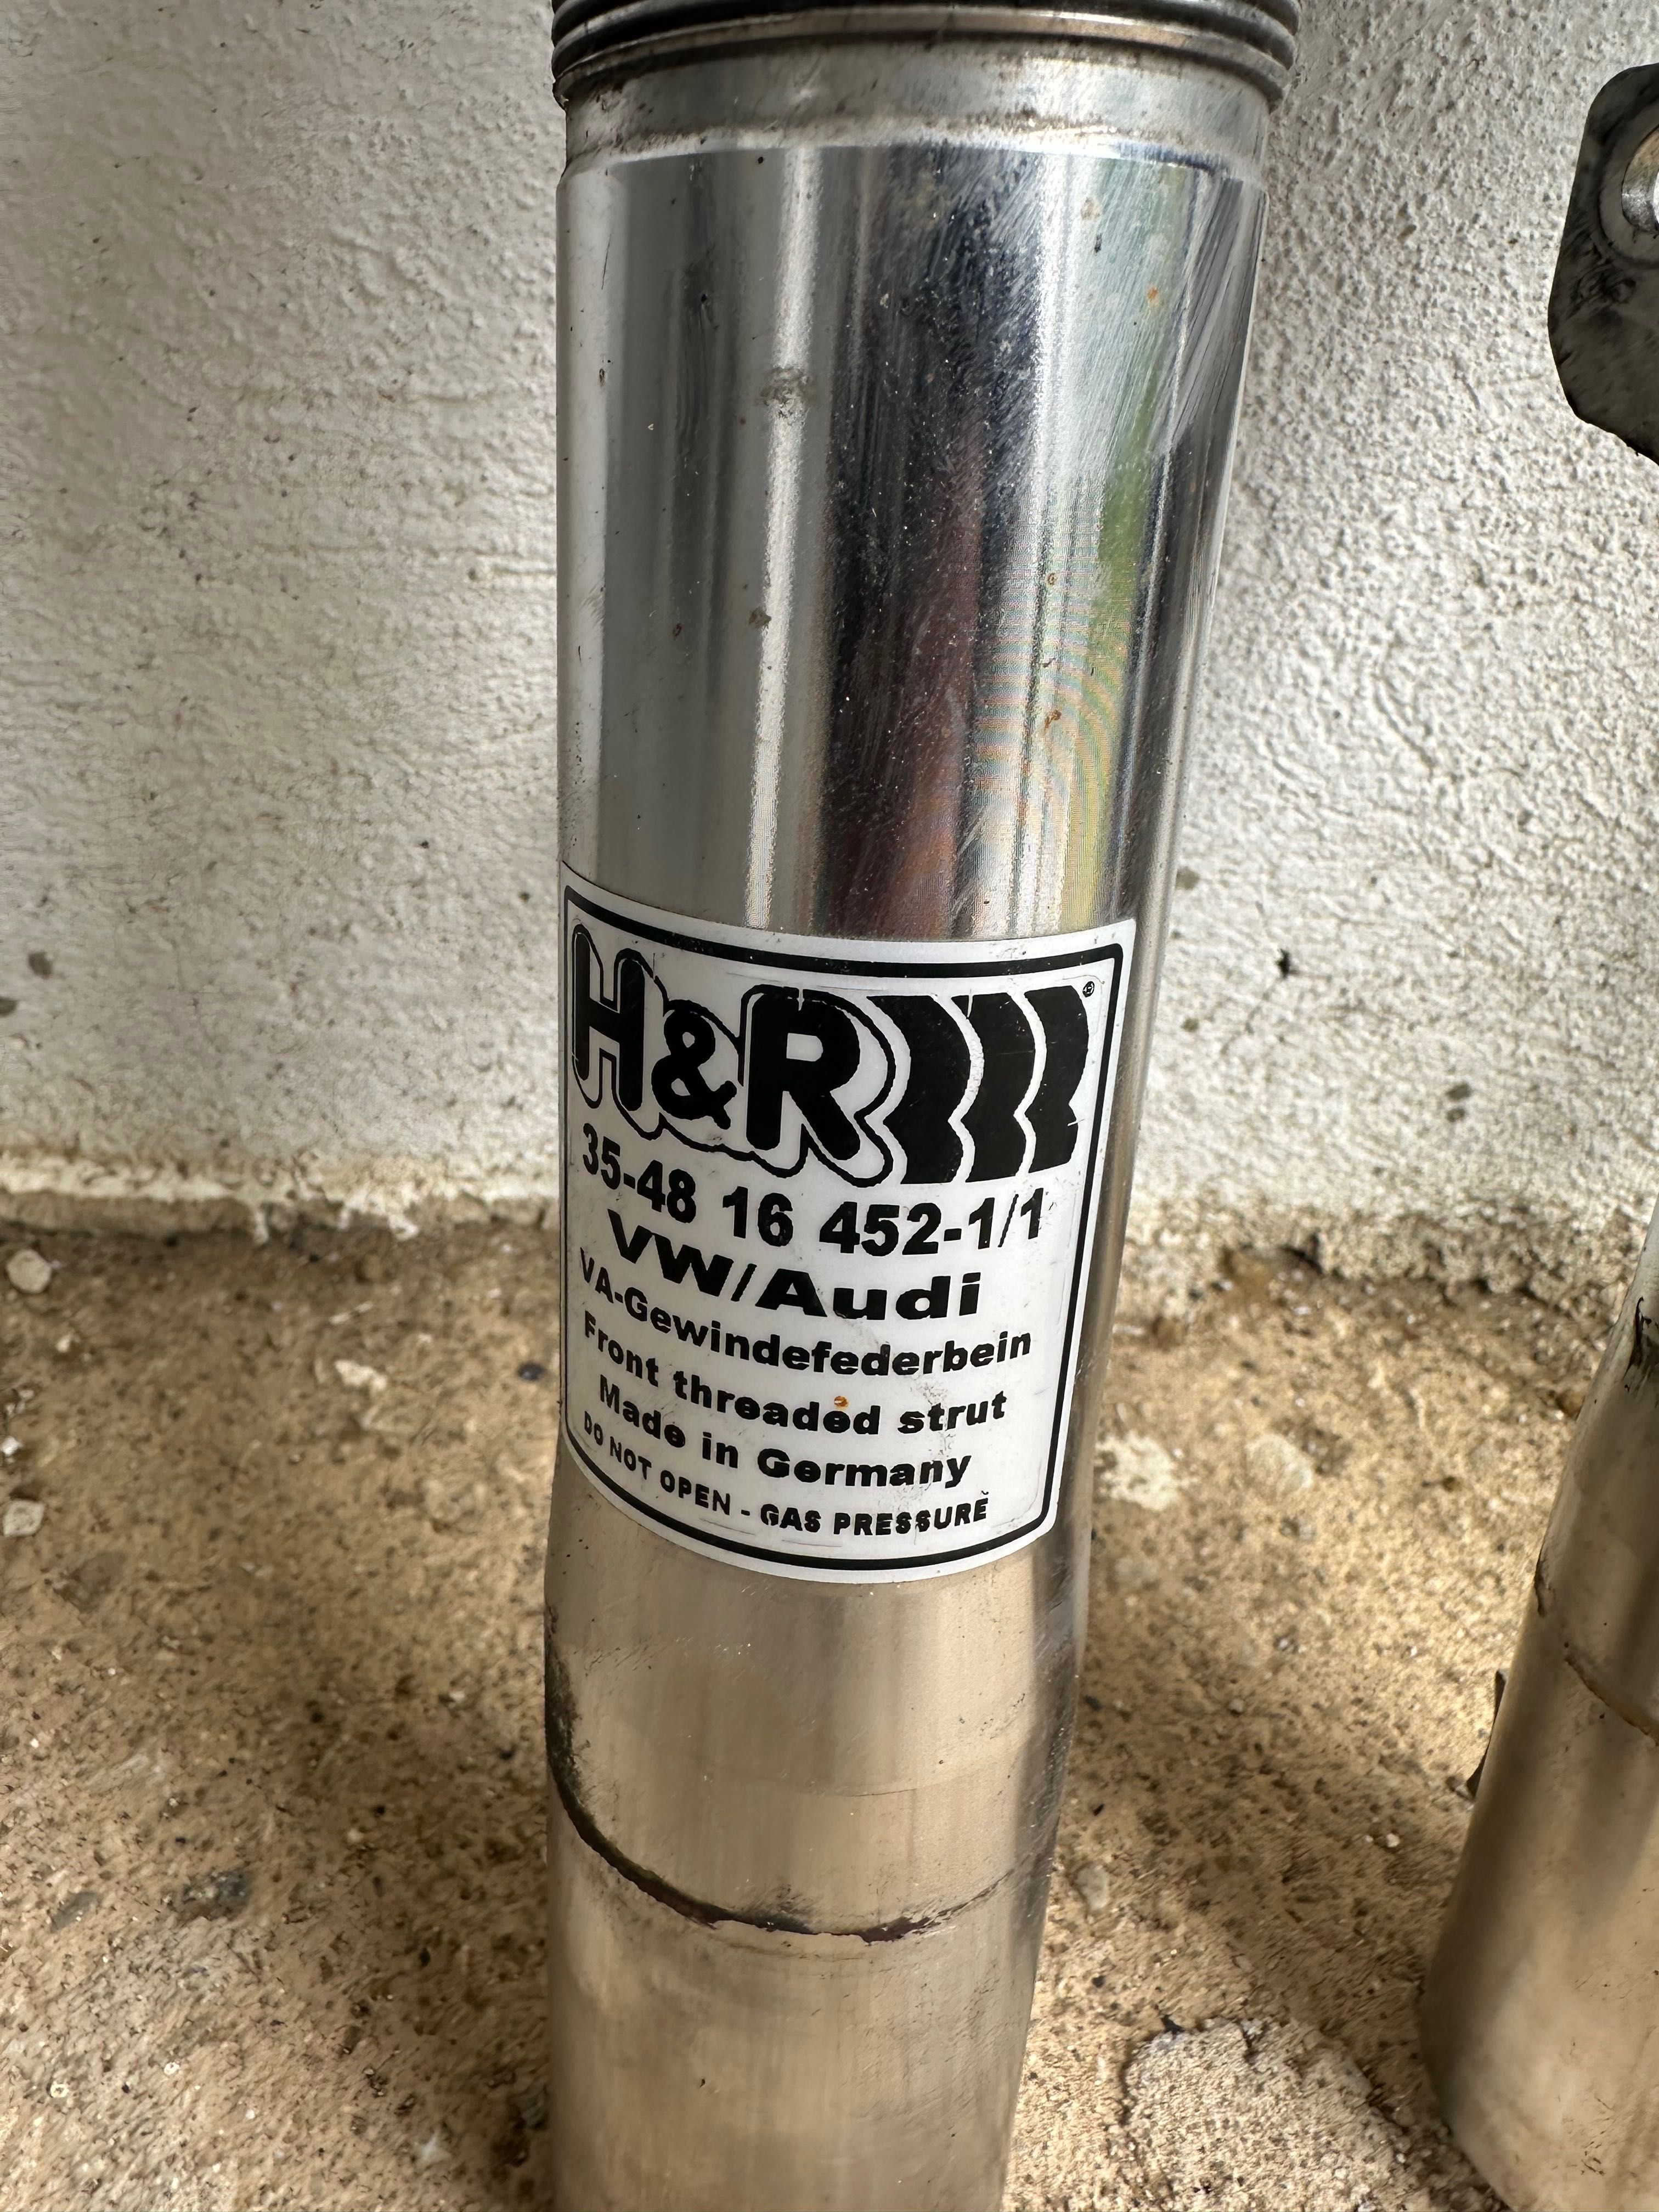 H&R®
35-48 16 452-1/1
VW/Audi
VA-Gewindefederbein
Front threaded strut
Made in Germany
DO NOT OPEN - GAS PRESSURE